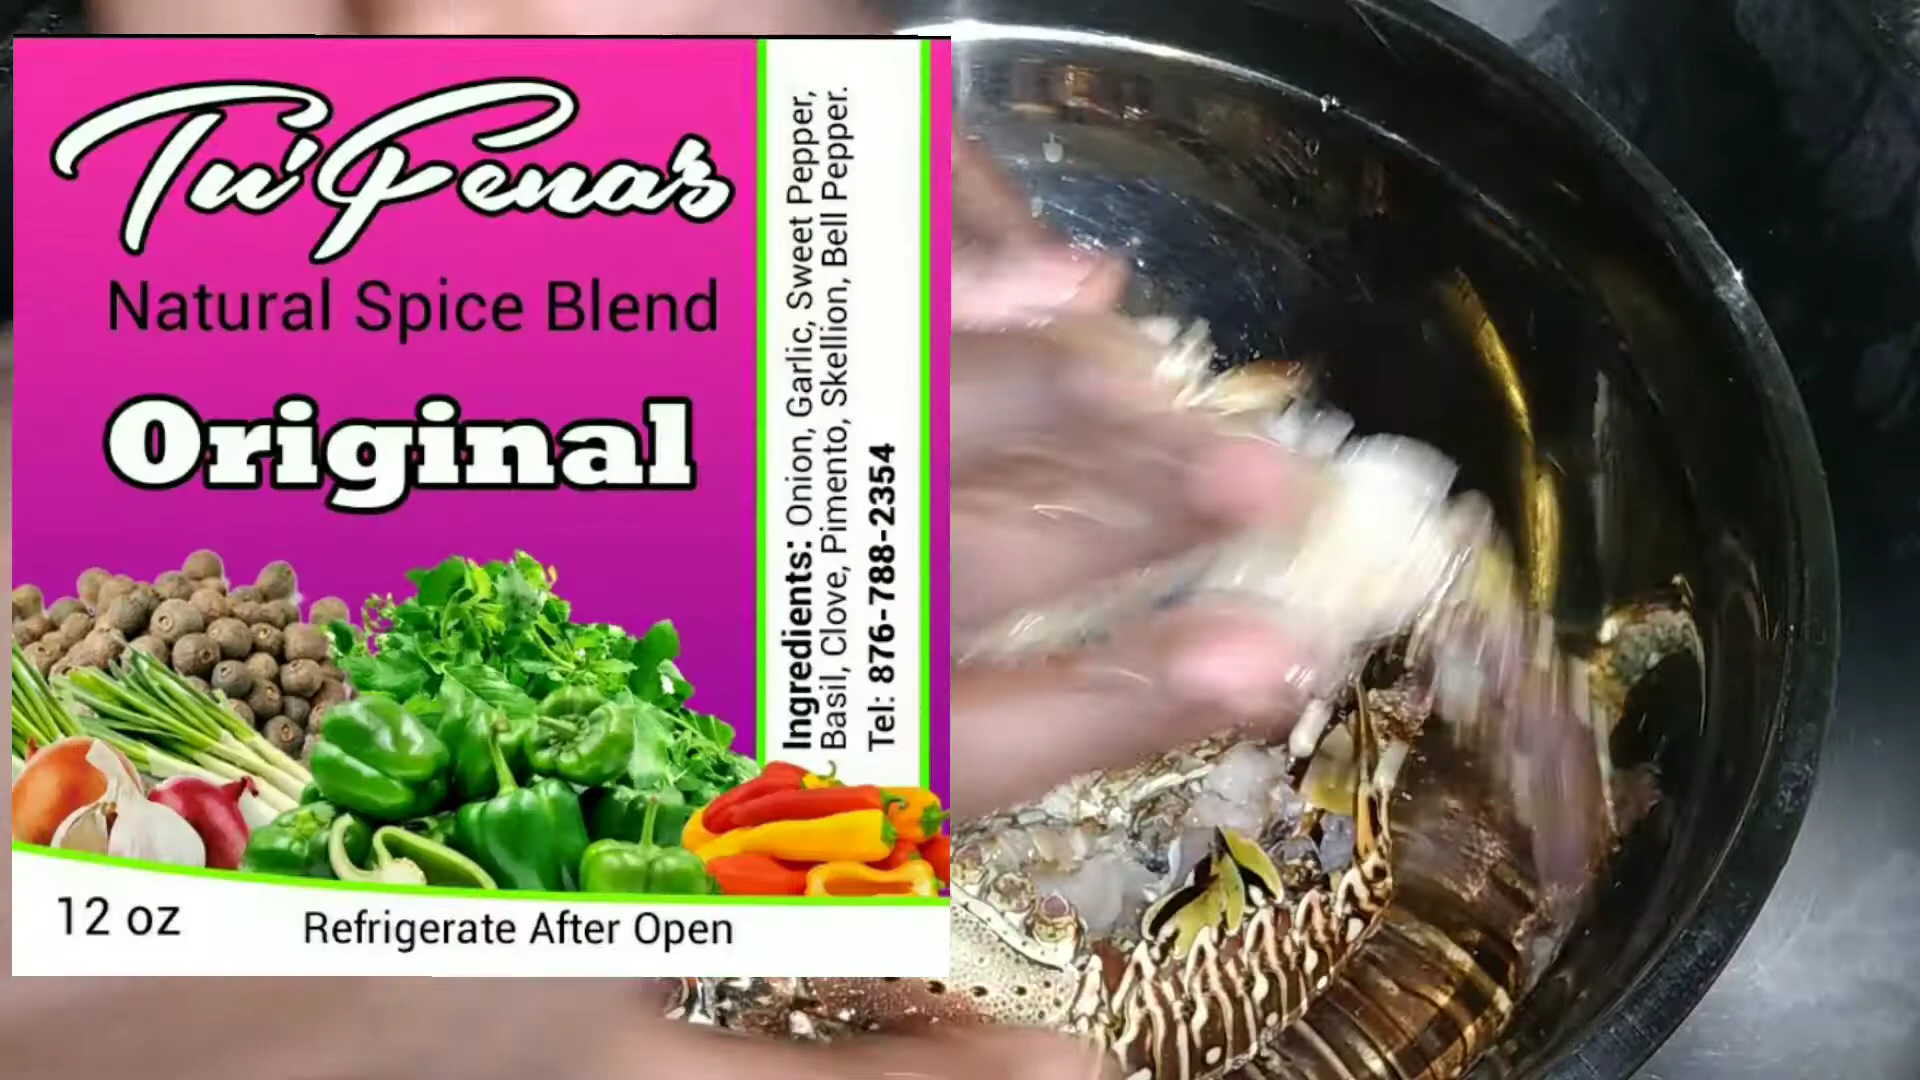 Tu'Gena's
Natural Spice Blend
Original
12 oz
Refrigerate After Open
Ingredients: Onion, Garlic, Sweet Pepper,
Basil, Clove, Pimento, Skellion, Bell Pepper.
Tel: 876-788-2354